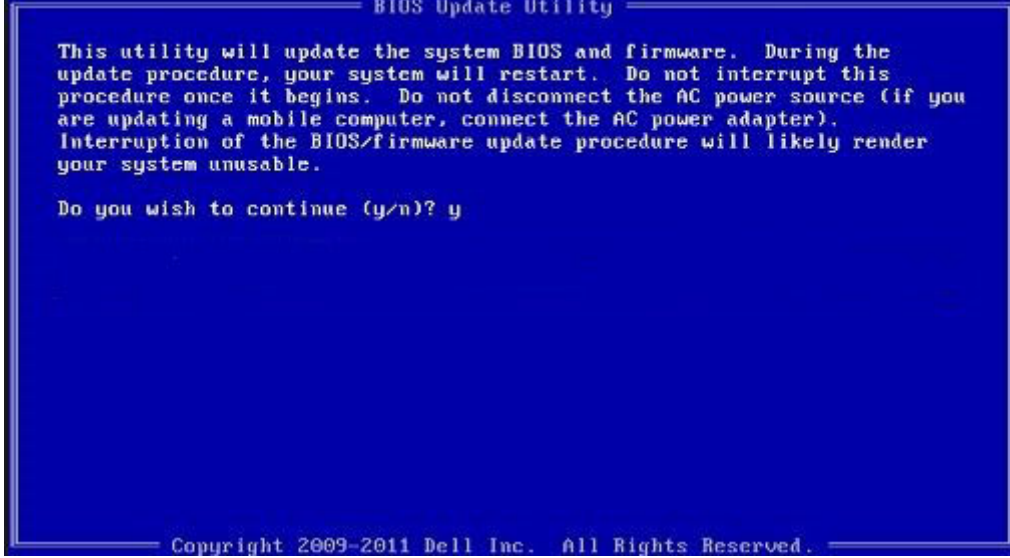 BIOS Update Utility
This utility will update the system BIOS and firmware.  During the
update procedure, your system will restart.  Do not interrupt this
procedure once it begins.  Do not disconnect the AC power source (if you
are updating a mobile computer, connect the AC power adapter).
Interruption of the BIOS/firmware update procedure will likely render
your system unusable.
Do you wish to continue (y/n)? y
Copyright 2009-2011 Dell Inc.  All Rights Reserved.